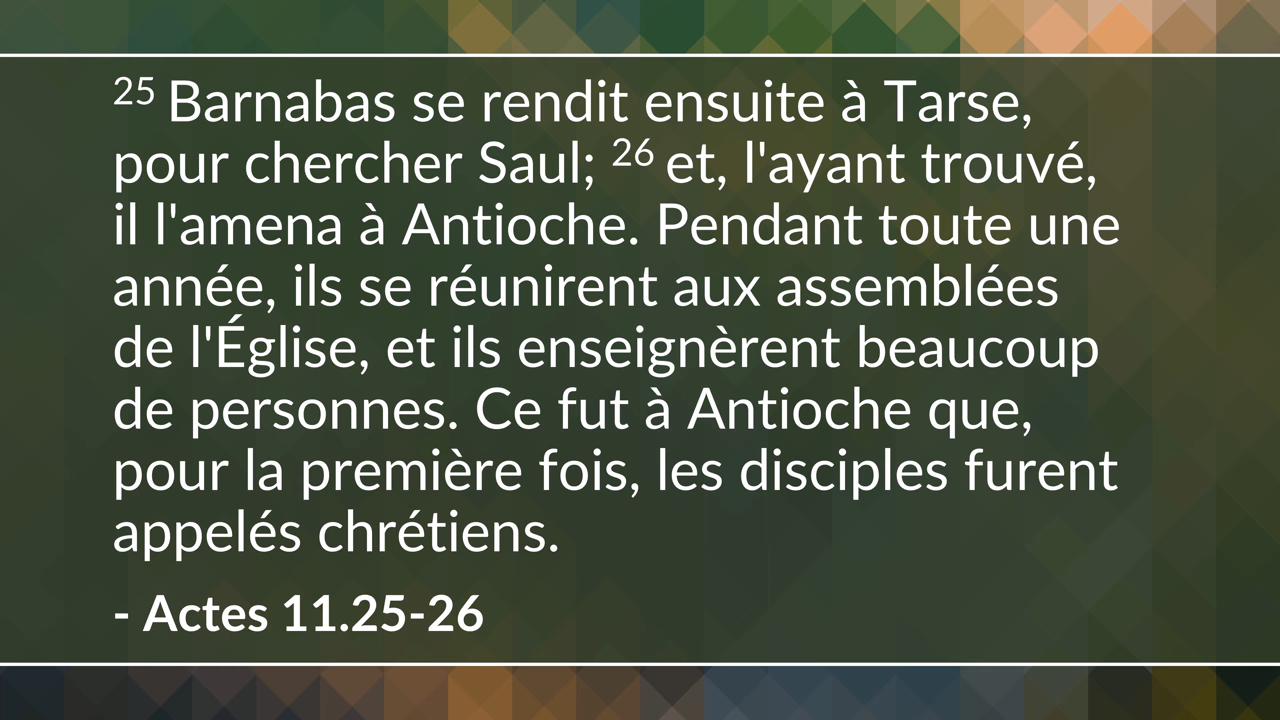 25 Barnabas se rendit ensuite à Tarse,
pour chercher Saul; 26 et, l'ayant trouvé,
il l'amena à Antioche. Pendant toute une
année, ils se réunirent aux assemblées
de l'Église, et ils enseignèrent beaucoup
de personnes. Ce fut à Antioche que,
pour la première fois, les disciples furent
appelés chrétiens.
- Actes 11.25-26